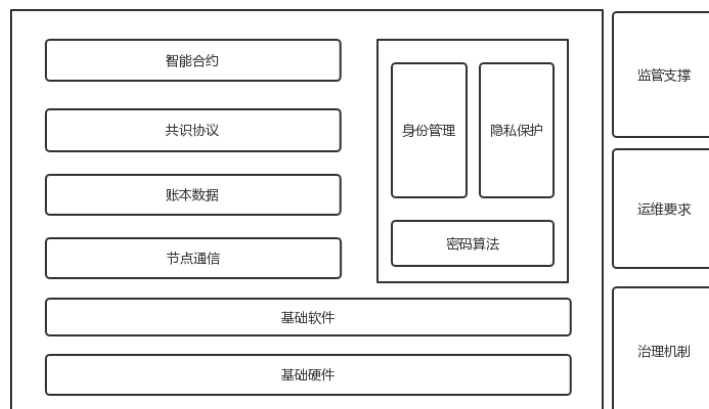 智能合约
共识协议
账本数据
节点通信
身份管理
隐私保护
密码算法
基础软件
基础硬件
监管支撑
运维要求
治理机制